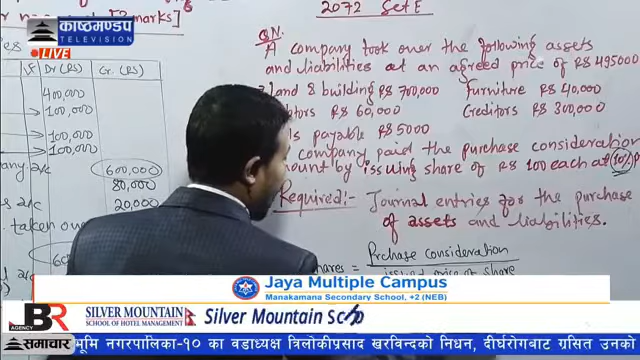 2072 Set E
काष्ठमण्डप
TELEVISION
LIVE
QN.
A company took over the following assets
and liabilities at an agreed price of RS 495000
land & building RS 700,000 furniture RS 40,000
RS 60,000 Creditors RS 300,000
payable RS 5000
company paid the purchase consideration
by issuing share of RS 100 each at 10%
Required:- Journal entries for the purchase
of assets and liabilities.
= Prchase consideration
issued price of share
Dr (RS) Cr. (RS)
400,000
100,000
100,000
100,000
a/c 600,000
80,000
20,000
taken over
Jaya Multiple Campus
Manakamana Secondary School, +2 (NEB)
JBR
AGENCY
SILVER MOUNTAIN
SCHOOL OF HOTEL MANAGEMENT
Silver Mountain
समाचार
भूमि नगरपालिका-१० का वडाध्यक्ष त्रिलोकीप्रसाद खरविन्दको निधन, दीर्घरोगबाट ग्रसित उनको